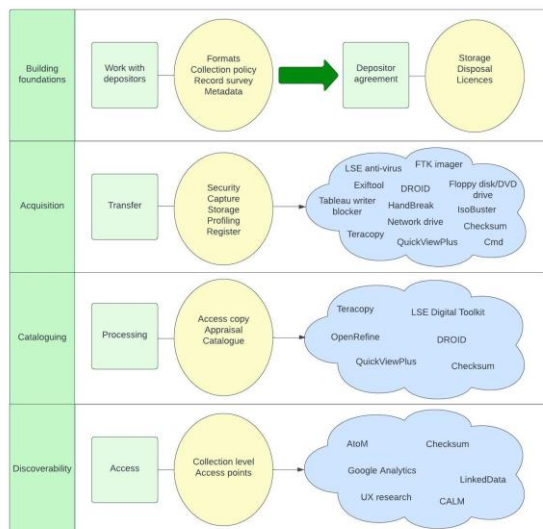 Building
foundations
Work with
depositors
Formats
Collection policy
Record survey
Metadata
Depositor
agreement
Storage
Disposal
Licences
Acquisition
Transfer
Security
Capture
Storage
Profiling
Register
LSE anti-virus
FTK imager
Exiftool
DROID
Floppy disk/DVD
drive
Tableau writer
blocker
HandBreak
IsoBuster
Network drive
Teracopy
Checksum
QuickViewPlus
Cmd
Cataloguing
Processing
Access copy
Appraisal
Catalogue
Teracopy
LSE Digital Toolkit
OpenRefine
DROID
QuickViewPlus
Checksum
Discoverability
Access
Collection level
Access points
AtoM
Checksum
Google Analytics
LinkedData
UX research
CALM